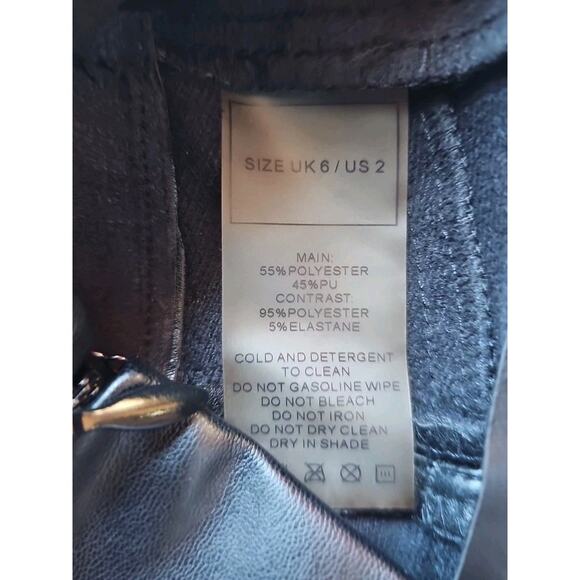 SIZE UK 6 / US 2
MAIN:
55%POLYESTER
45%PU
CONTRAST:
95%POLYESTER
5%ELASTANE
COLD AND DETERGENT
TO CLEAN
DO NOT GASOLINE WIPE
DO NOT BLEACH
DO NOT IRON
DO NOT DRY CLEAN
DRY IN SHADE